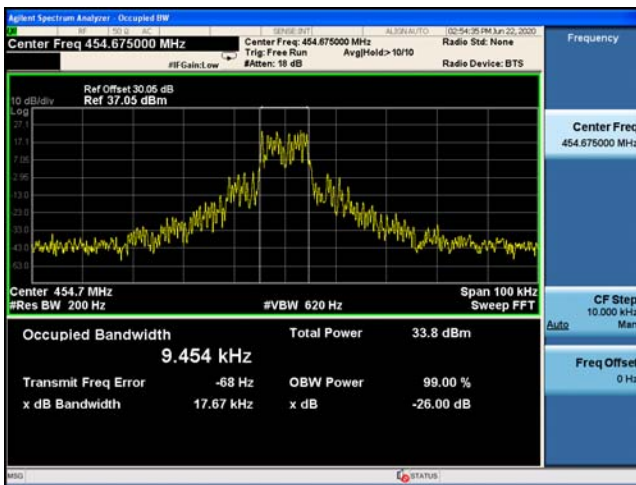 Agilent Spectrum Analyzer - Occupied BW
RF 50 Ω AC SENSE:INT ALIGN AUTO 02:54:35 PM Jun 22, 2020
Center Freq 454.675000 MHz Center Freq: 454.675000 MHz Radio Std: None
Trig: Free Run Avg|Hold:> 10/10
#IFGain:Low #Atten: 18 dB Radio Device: BTS
Ref Offset 30.05 dB
10 dB/div Ref 37.05 dBm
Log
27.1
17.1
7.05
2.95
13.0
23.0
33.0
43.0
53.0
Center 454.7 MHz Span 100 kHz
#Res BW 200 Hz #VBW 620 Hz Sweep FFT
Occupied Bandwidth Total Power 33.8 dBm
9.454 kHz
Transmit Freq Error -68 Hz OBW Power 99.00 %
x dB Bandwidth 17.67 kHz x dB -26.00 dB
MSG STATUS
Frequency
Center Freq
454.675000 MHz
CF Step
10.000 kHz
Auto Man
Freq Offset
0 Hz